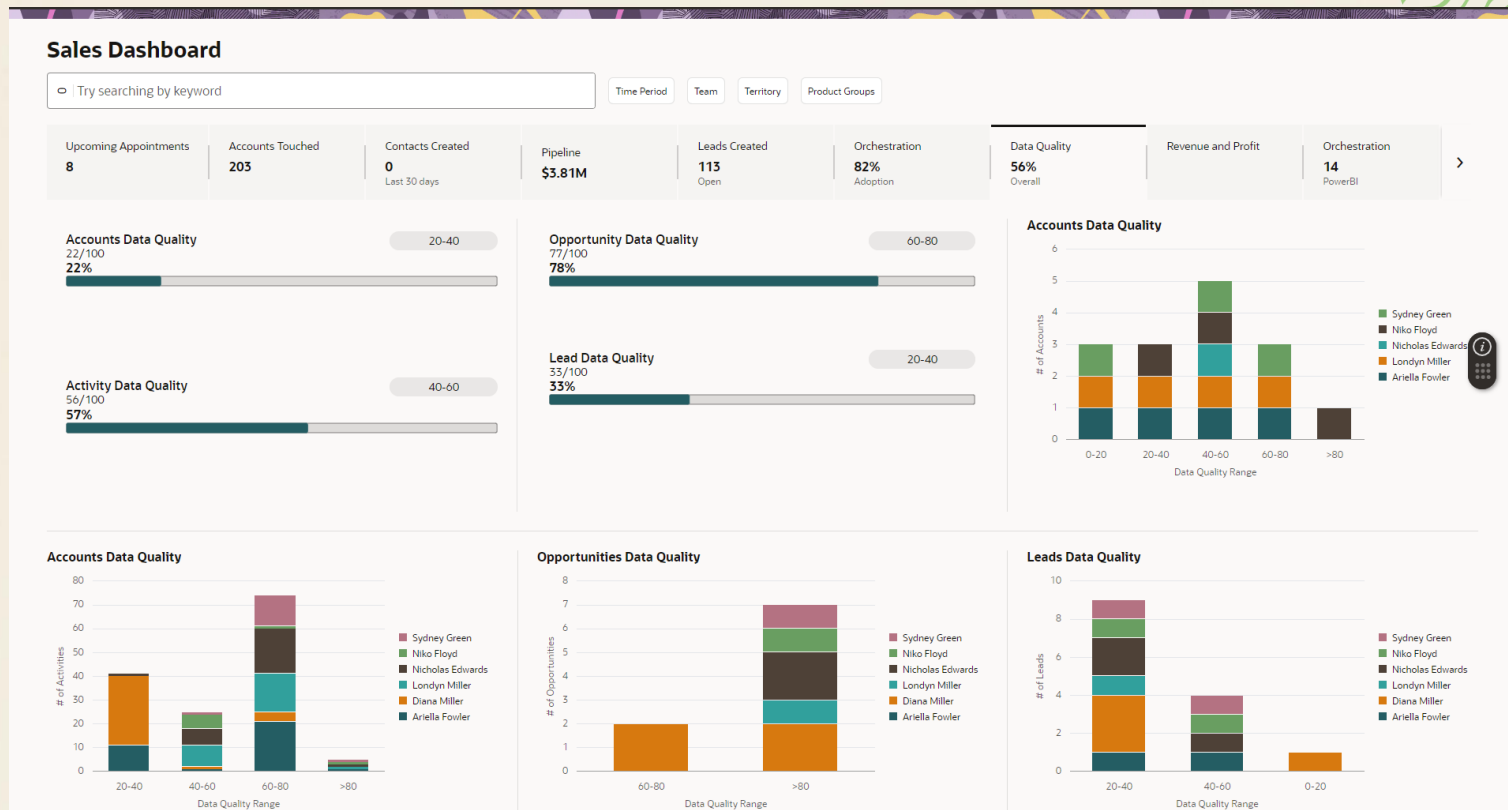 Sales Dashboard
Try searching by keyword
Time Period
Team
Territory
Product Groups
Upcoming Appointments
8
Accounts Touched
203
Contacts Created
0
Last 30 days
Pipeline
$3.81M
Leads Created
113
Open
Orchestration
82%
Adoption
Data Quality
56%
Overall
Revenue and Profit
Orchestration
14
PowerBI
Accounts Data Quality
20-40
22/100
22%
Activity Data Quality
40-60
56/100
57%
Opportunity Data Quality
60-80
77/100
78%
Lead Data Quality
20-40
33/100
33%
Accounts Data Quality
6
5
4
3
2
1
0
# of Accounts
0-20
20-40
40-60
60-80
>80
Data Quality Range
Sydney Green
Niko Floyd
Nicholas Edwards
Londyn Miller
Ariella Fowler
i
Accounts Data Quality
80
70
60
50
40
30
20
10
0
# of Activities
20-40
40-60
60-80
>80
Data Quality Range
Sydney Green
Niko Floyd
Nicholas Edwards
Londyn Miller
Diana Miller
Ariella Fowler
Opportunities Data Quality
8
7
6
5
4
3
2
1
0
# of Opportunities
60-80
>80
Data Quality Range
Sydney Green
Niko Floyd
Nicholas Edwards
Londyn Miller
Diana Miller
Ariella Fowler
Leads Data Quality
10
8
6
4
2
0
# of Leads
20-40
40-60
0-20
Data Quality Range
Sydney Green
Niko Floyd
Nicholas Edwards
Londyn Miller
Diana Miller
Ariella Fowler